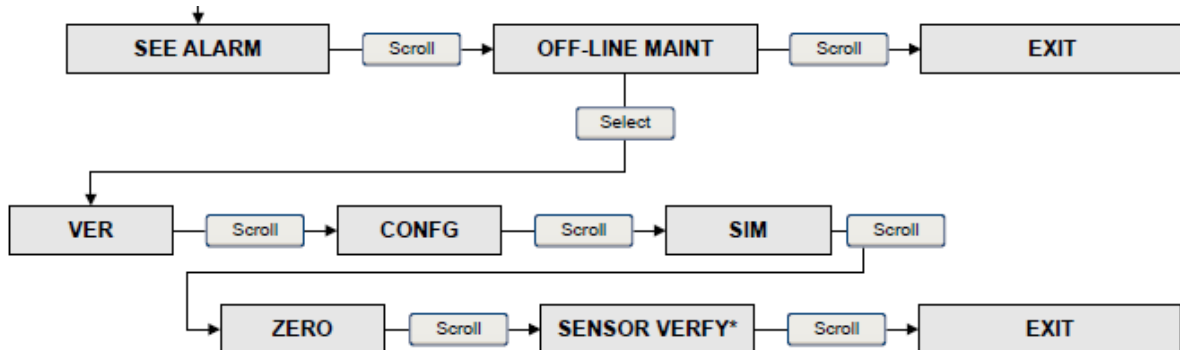 SEE ALARM Scroll OFF-LINE MAINT Scroll EXIT
Select
VER Scroll CONFG Scroll SIM Scroll
ZERO Scroll SENSOR VERFY* Scroll EXIT